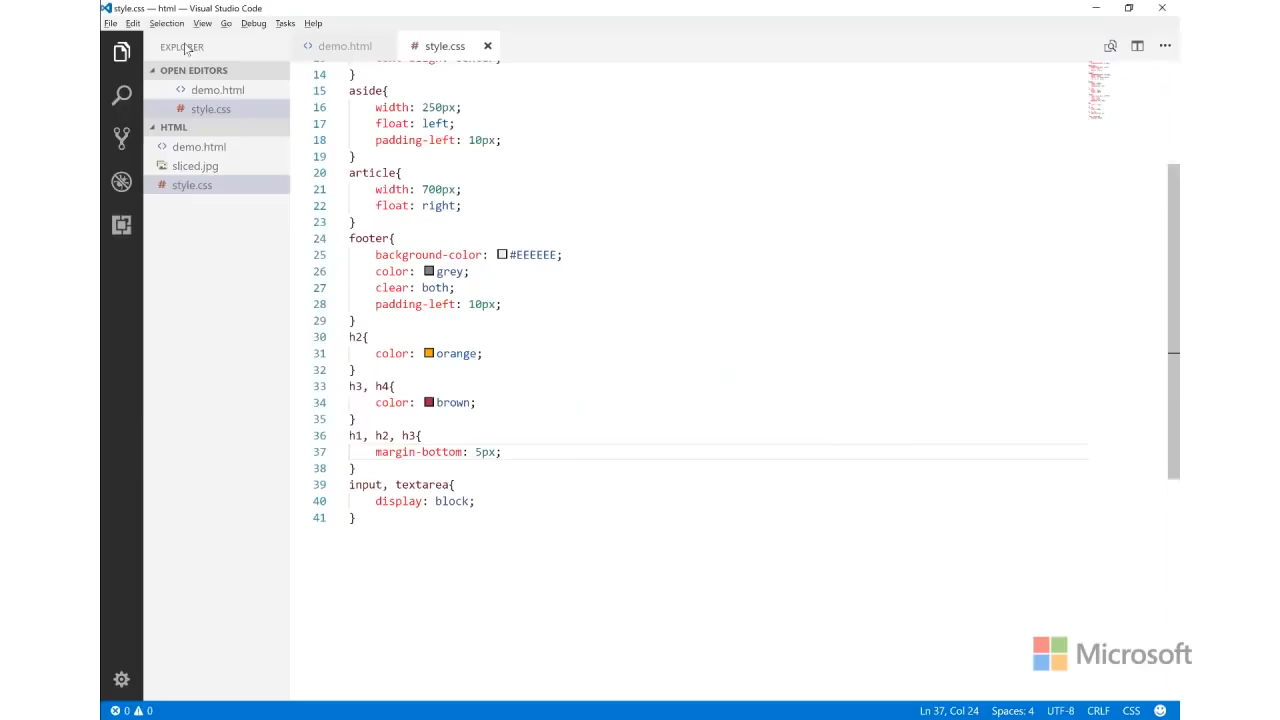 style.css — html — Visual Studio Code
File Edit Selection View Go Debug Tasks Help
EXPLORER
OPEN EDITORS
demo.html
style.css
HTML
demo.html
sliced.jpg
style.css
demo.html
# style.css
14 }
15 aside{
16 width: 250px;
17 float: left;
18 padding-left: 10px;
19 }
20 article{
21 width: 700px;
22 float: right;
23 }
24 footer{
25 background-color: #EEEEEE;
26 color: grey;
27 clear: both;
28 padding-left: 10px;
29 }
30 h2{
31 color: orange;
32 }
33 h3, h4{
34 color: brown;
35 }
36 h1, h2, h3{
37 margin-bottom: 5px;
38 }
39 input, textarea{
40 display: block;
41 }
Microsoft
0 0 Ln 37, Col 24 Spaces: 4 UTF-8 CRLF CSS